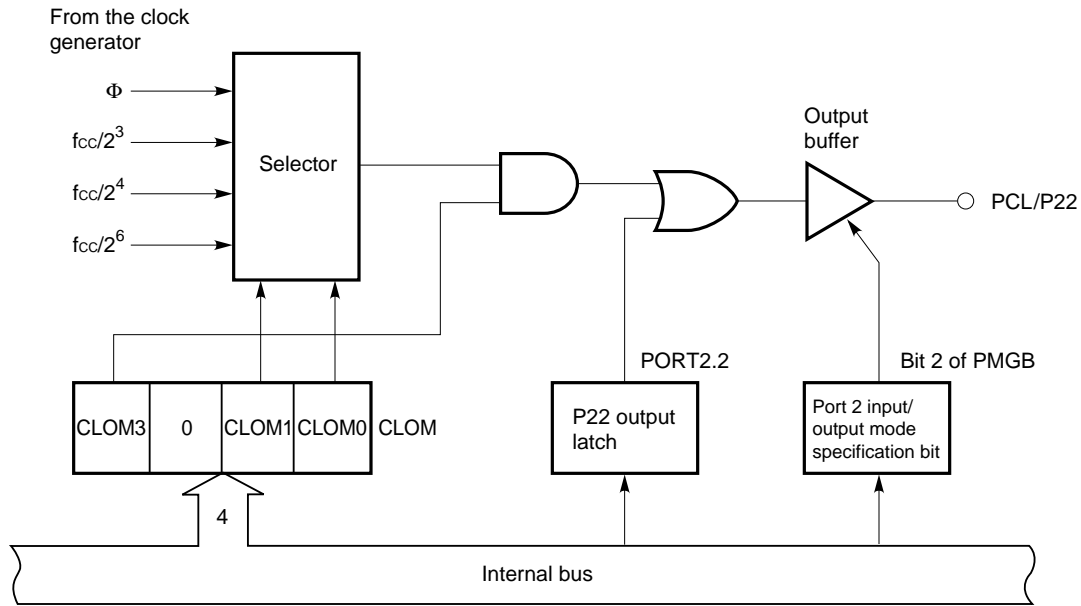 From the clock
generator
Φ
fcc/2^3
fcc/2^4
fcc/2^6
Selector
Output
buffer
PCL/P22
PORT2.2
Bit 2 of PMGB
CLOM3 0 CLOM1 CLOM0 CLOM
P22 output
latch
Port 2 input/
output mode
specification bit
4
Internal bus